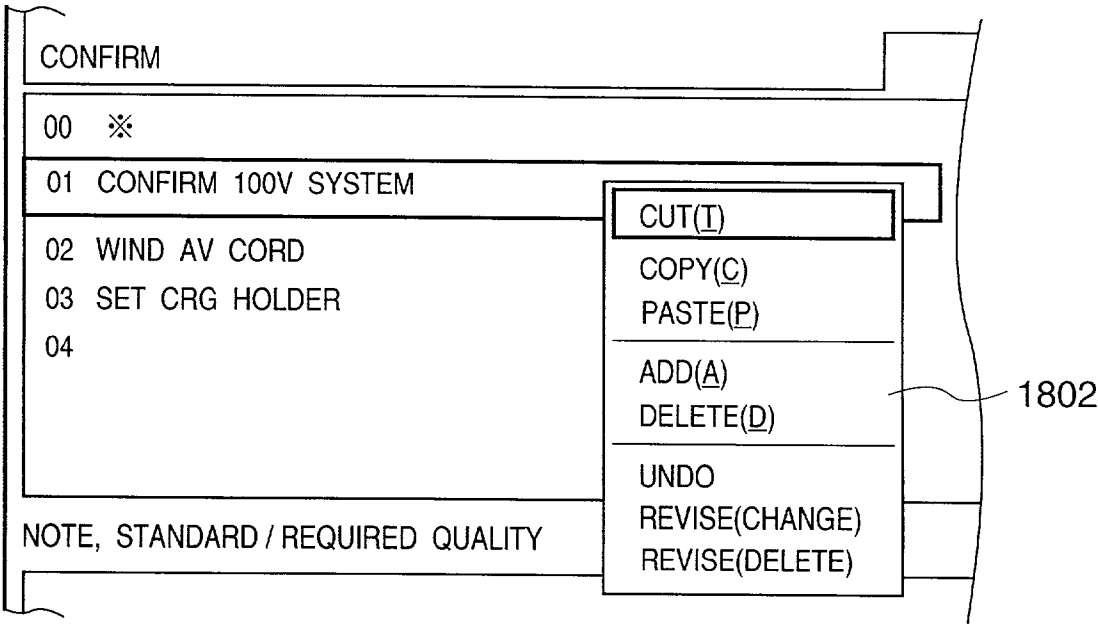 CONFIRM
00 ※
01 CONFIRM 100V SYSTEM
02 WIND AV CORD
03 SET CRG HOLDER
04
CUT(T)
COPY(C)
PASTE(P)
ADD(A)
DELETE(D)
UNDO
REVISE(CHANGE)
REVISE(DELETE)
1802
NOTE, STANDARD / REQUIRED QUALITY